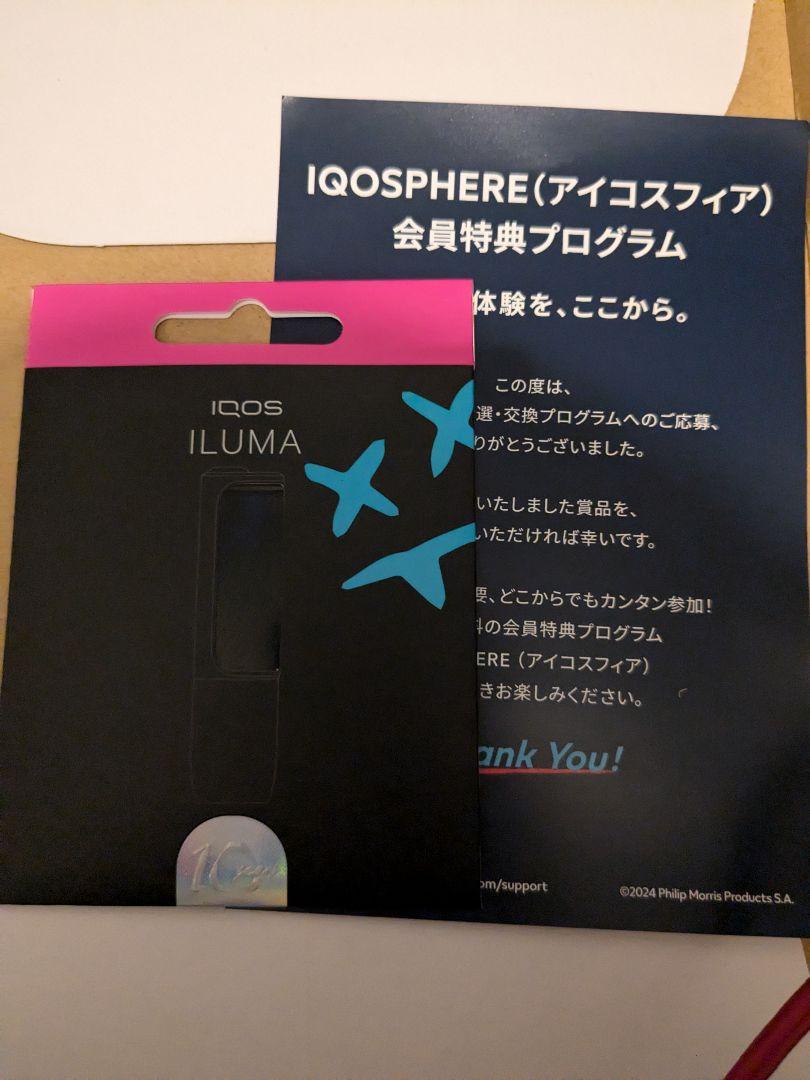 IQOSPHERE(アイコスフィア)
会員特典プログラム
体験を、ここから。
この度は、
選・交換プログラムへのご応募、
りがとうございました。
いたしました賞品を、
いただければ幸いです。
要、どこからでもカンタン参加!
料の会員特典プログラム
ERE(アイコスフィア)
きお楽しみください。
ank You!
om/support
©2024 Philip Morris Products S.A.
IQOS
ILUMA
10